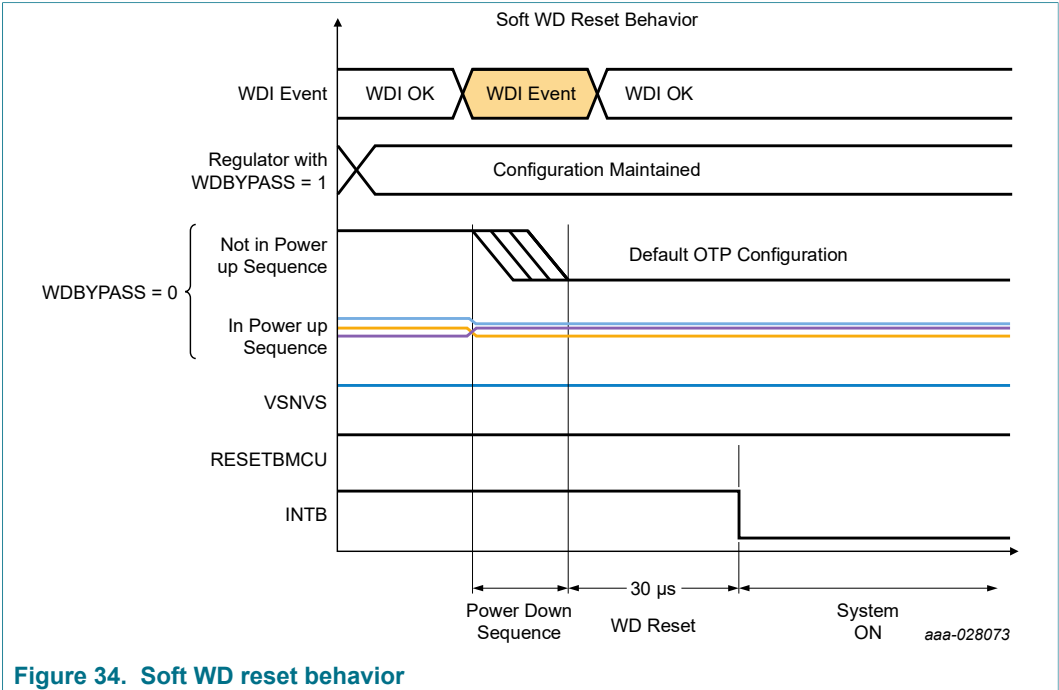 Soft WD Reset Behavior
WDI Event
WDI OK
WDI Event
WDI OK
Regulator with
WDBYPASS = 1
Configuration Maintained
WDBYPASS = 0
Not in Power
up Sequence
Default OTP Configuration
In Power up
Sequence
VSNVS
RESETBMCU
INTB
30 µs
Power Down
Sequence
WD Reset
System
ON
aaa-028073
Figure 34. Soft WD reset behavior